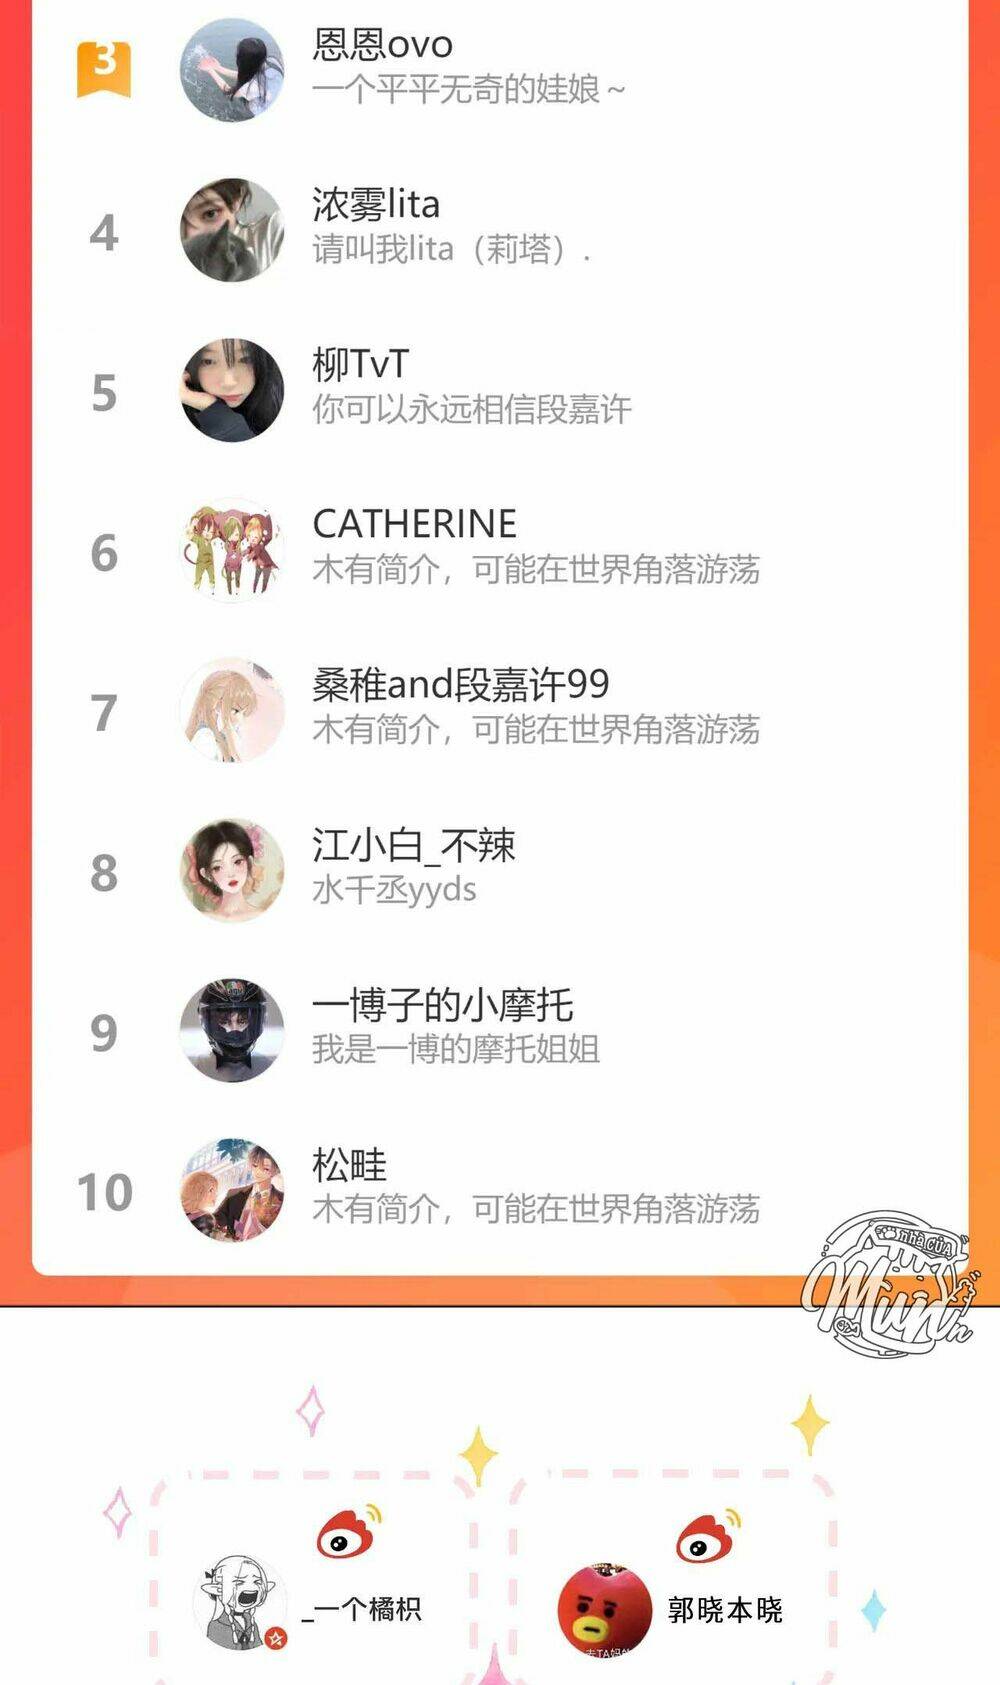 3
恩恩ovo
一个平平无奇的娃娘～
4
浓雾lita
请叫我lita（莉塔）.
5
柳TvT
你可以永远相信段嘉许
6
CATHERINE
木有简介，可能在世界角落游荡
7
桑稚and段嘉许99
木有简介，可能在世界角落游荡
8
江小白_不辣
水千丞yyds
9
一博子的小摩托
我是一博的摩托姐姐
10
松畦
木有简介，可能在世界角落游荡
nhà CỦA
Munn
_一个橘枳
郭晓本晓